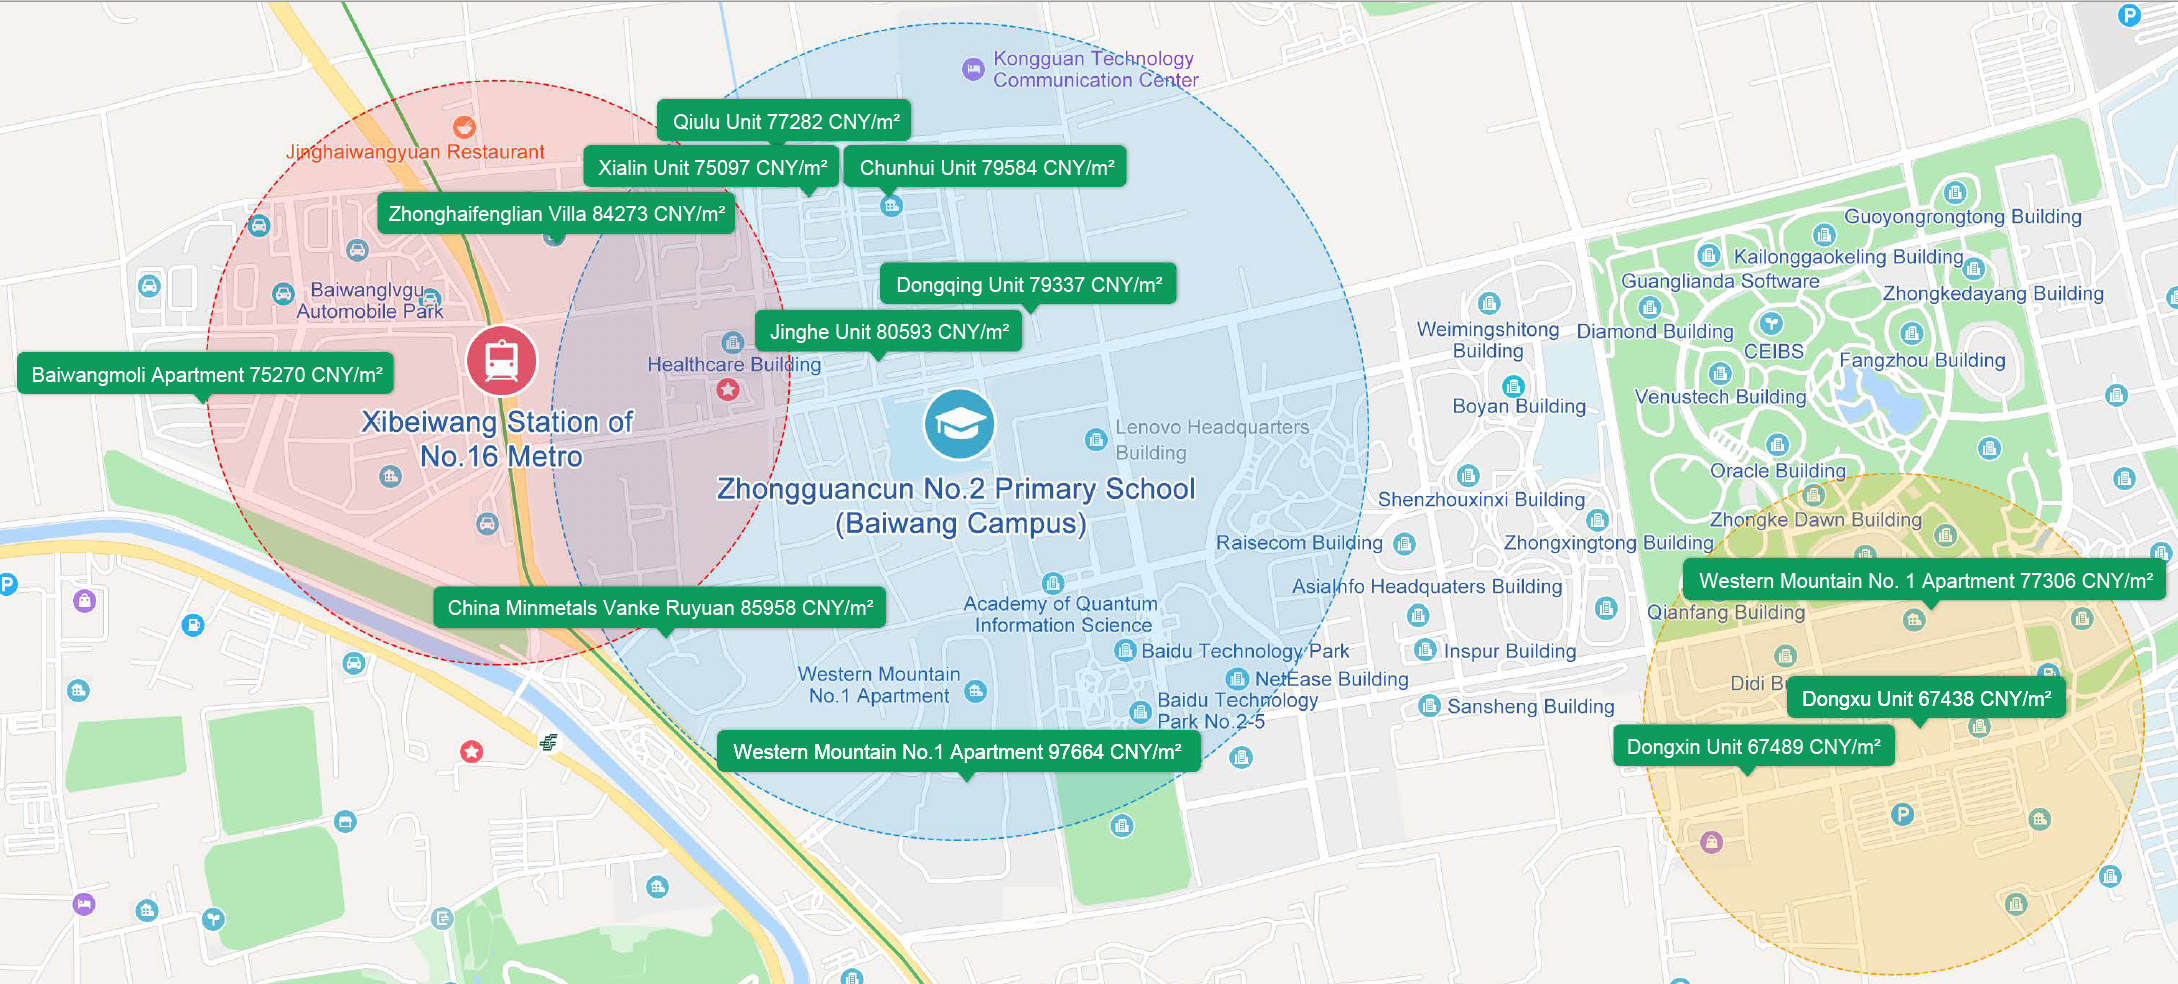 Kongguan Technology
Communication Center
Qiulu Unit 77282 CNY/m²
Jinghaiwangyuan Restaurant
Xialin Unit 75097 CNY/m²
Chunhui Unit 79584 CNY/m²
Zhonghaifenglian Villa 84273 CNY/m²
Guoyongrongtong Building
Kailonggaokeling Building
Guanglianda Software
Zhongkedayang Building
Dongqing Unit 79337 CNY/m²
Baiwanglvgu
Automobile Park
Jinghe Unit 80593 CNY/m²
Weimingshitong
Building
Diamond Building
CEIBS
Fangzhou Building
Healthcare Building
Baiwangmoli Apartment 75270 CNY/m²
Venustech Building
Boyan Building
Xibeiwang Station of
No.16 Metro
Lenovo Headquarters
Building
Oracle Building
Zhongguancun No.2 Primary School
(Baiwang Campus)
Shenzhouxinxi Building
Zhongke Dawn Building
Raisecom Building
Zhongxingtong Building
Western Mountain No. 1 Apartment 77306 CNY/m²
AsiaInfo Headquaters Building
China Minmetals Vanke Ruyuan 85958 CNY/m²
Academy of Quantum
Information Science
Qianfang Building
Baidu Technology Park
Inspur Building
Western Mountain
No.1 Apartment
NetEase Building
Didi Bu
Dongxu Unit 67438 CNY/m²
Baidu Technology
Park No.2-5
Sansheng Building
Western Mountain No.1 Apartment 97664 CNY/m²
Dongxin Unit 67489 CNY/m²
P
P
P